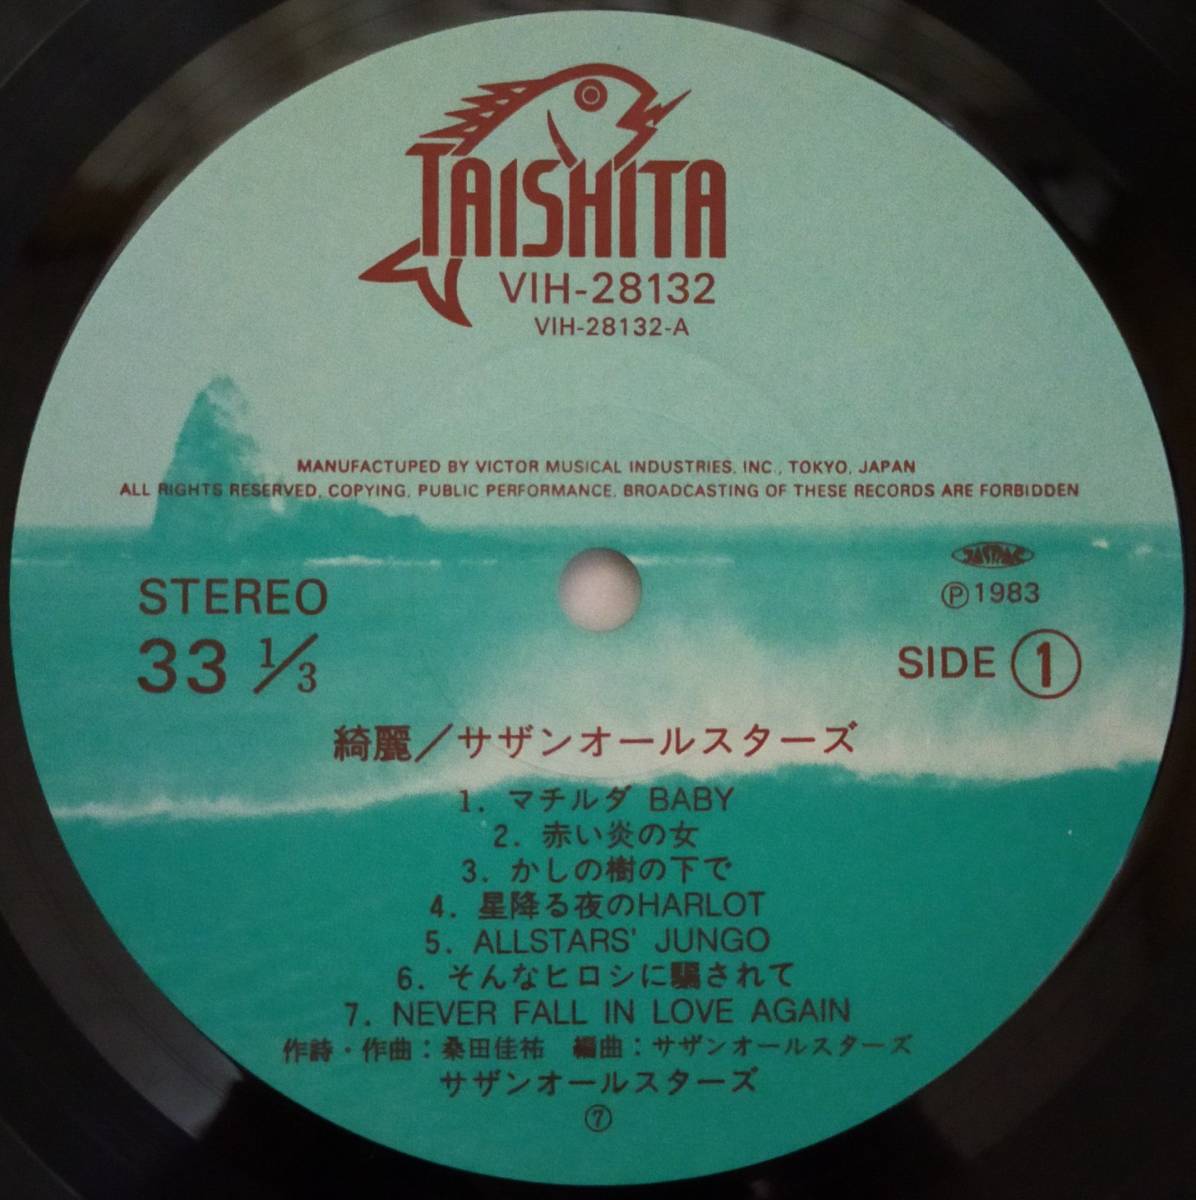 TAISHITA
VIH-28132
VIH-28132-A
MANUFACTUPED BY VICTOR MUSICAL INDUSTRIES, INC., TOKYO, JAPAN
ALL RIGHTS RESERVED, COPYING, PUBLIC PERFORMANCE, BROADCASTING OF THESE RECORDS ARE FORBIDDEN
JASRAC
STEREO
Ⓟ1983
33 1/3
SIDE ①
綺麗/サザンオールスターズ
1. マチルダ BABY
2. 赤い炎の女
3. かしの樹の下で
4. 星降る夜のHARLOT
5. ALLSTARS' JUNGO
6. そんなヒロシに騙されて
7. NEVER FALL IN LOVE AGAIN
作詩・作曲：桑田佳祐 編曲：サザンオールスターズ
サザンオールスターズ
⑦